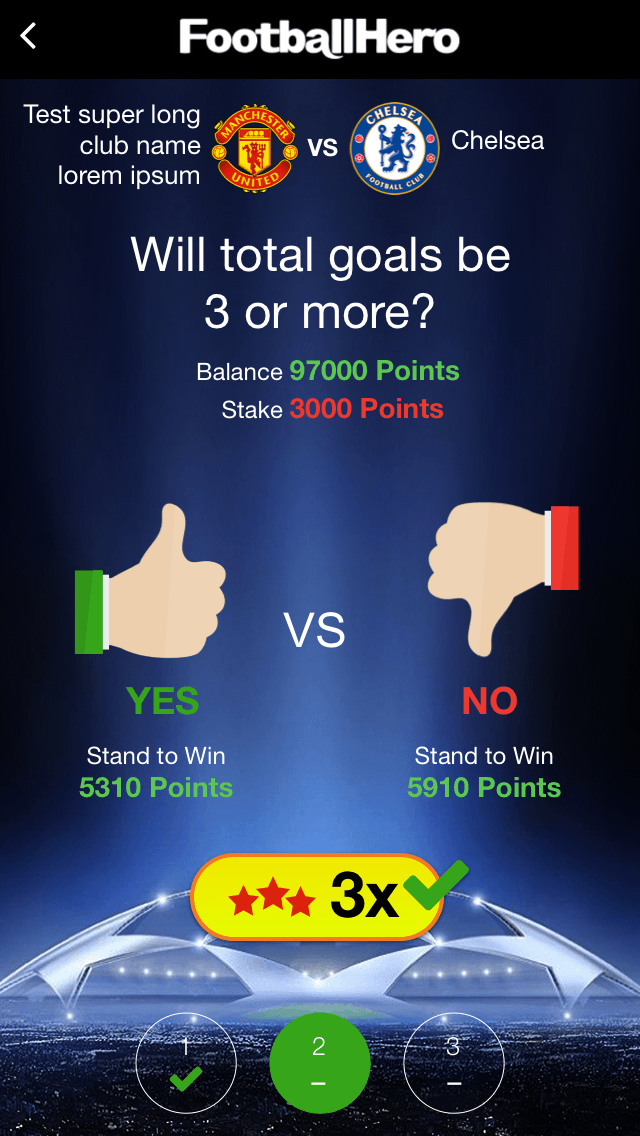 FootballHero
Test super long
club name
lorem ipsum
MANCHESTER
UNITED
VS
CHELSEA
FOOTBALL CLUB
Chelsea
Will total goals be
3 or more?
Balance 97000 Points
Stake 3000 Points
VS
YES
NO
Stand to Win
5310 Points
Stand to Win
5910 Points
3x
1
2
3
–
–